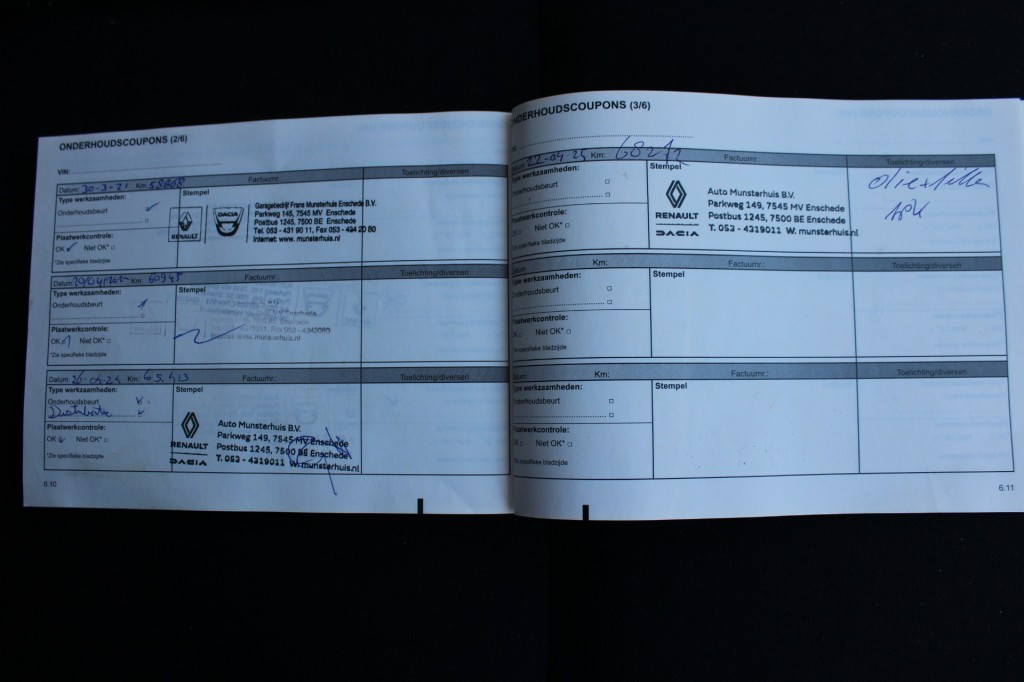 ONDERHOUDSCOUPONS (2/6)
VIN:
Datum: 30-3-21 Km: 58868 Factuurnr.: Toelichting/diversen
Type werkzaamheden:
Onderhoudsbeurt
Stempel
RENAULT
DACIA
Garagebedrijf Frans Munsterhuis Enschede B.V.
Parkweg 145, 7545 MV Enschede
Postbus 1245, 7500 BE Enschede
Tel. 053 - 431 90 11, Fax 053 - 434 20 80
Internet: www. munsterhuis.nl
Plaatwerkcontrole:
OK Niet OK*
*Zie specifieke bladzijde
Datum: Km: 60945 Factuurnr.: Toelichting/diversen
Type werkzaamheden:
Onderhoudsbeurt
Stempel
Plaatwerkcontrole:
OK Niet OK*
*Zie specifieke bladzijde
Datum: Km: Factuurnr.: Toelichting/diversen
Type werkzaamheden:
Onderhoudsbeurt
Stempel
RENAULT
DACIA
Auto Munsterhuis B.V.
Parkweg 149, 7545 MV Enschede
Postbus 1245, 7500 BE Enschede
T. 053 - 4319011 W. munsterhuis.nl
Plaatwerkcontrole:
OK Niet OK*
*Zie specifieke bladzijde
6.10
ONDERHOUDSCOUPONS (3/6)
22-04-25 Km: Factuurnr.: Toelichting/diversen
Type werkzaamheden:
Onderhoudsbeurt
Stempel
RENAULT
DACIA
Auto Munsterhuis B.V.
Parkweg 149, 7545 MV Enschede
Postbus 1245, 7500 BE Enschede
T. 053 - 4319011 W. munsterhuis.nl
olie+filter
APK
Plaatwerkcontrole:
OK Niet OK*
*Zie specifieke bladzijde
Datum: Km: Factuurnr.: Toelichting/diversen
Type werkzaamheden:
Onderhoudsbeurt
Stempel
Plaatwerkcontrole:
OK Niet OK*
*Zie specifieke bladzijde
Datum: Km: Factuurnr.: Toelichting/diversen
Type werkzaamheden:
Onderhoudsbeurt
Stempel
Plaatwerkcontrole:
OK Niet OK*
*Zie specifieke bladzijde
6.11